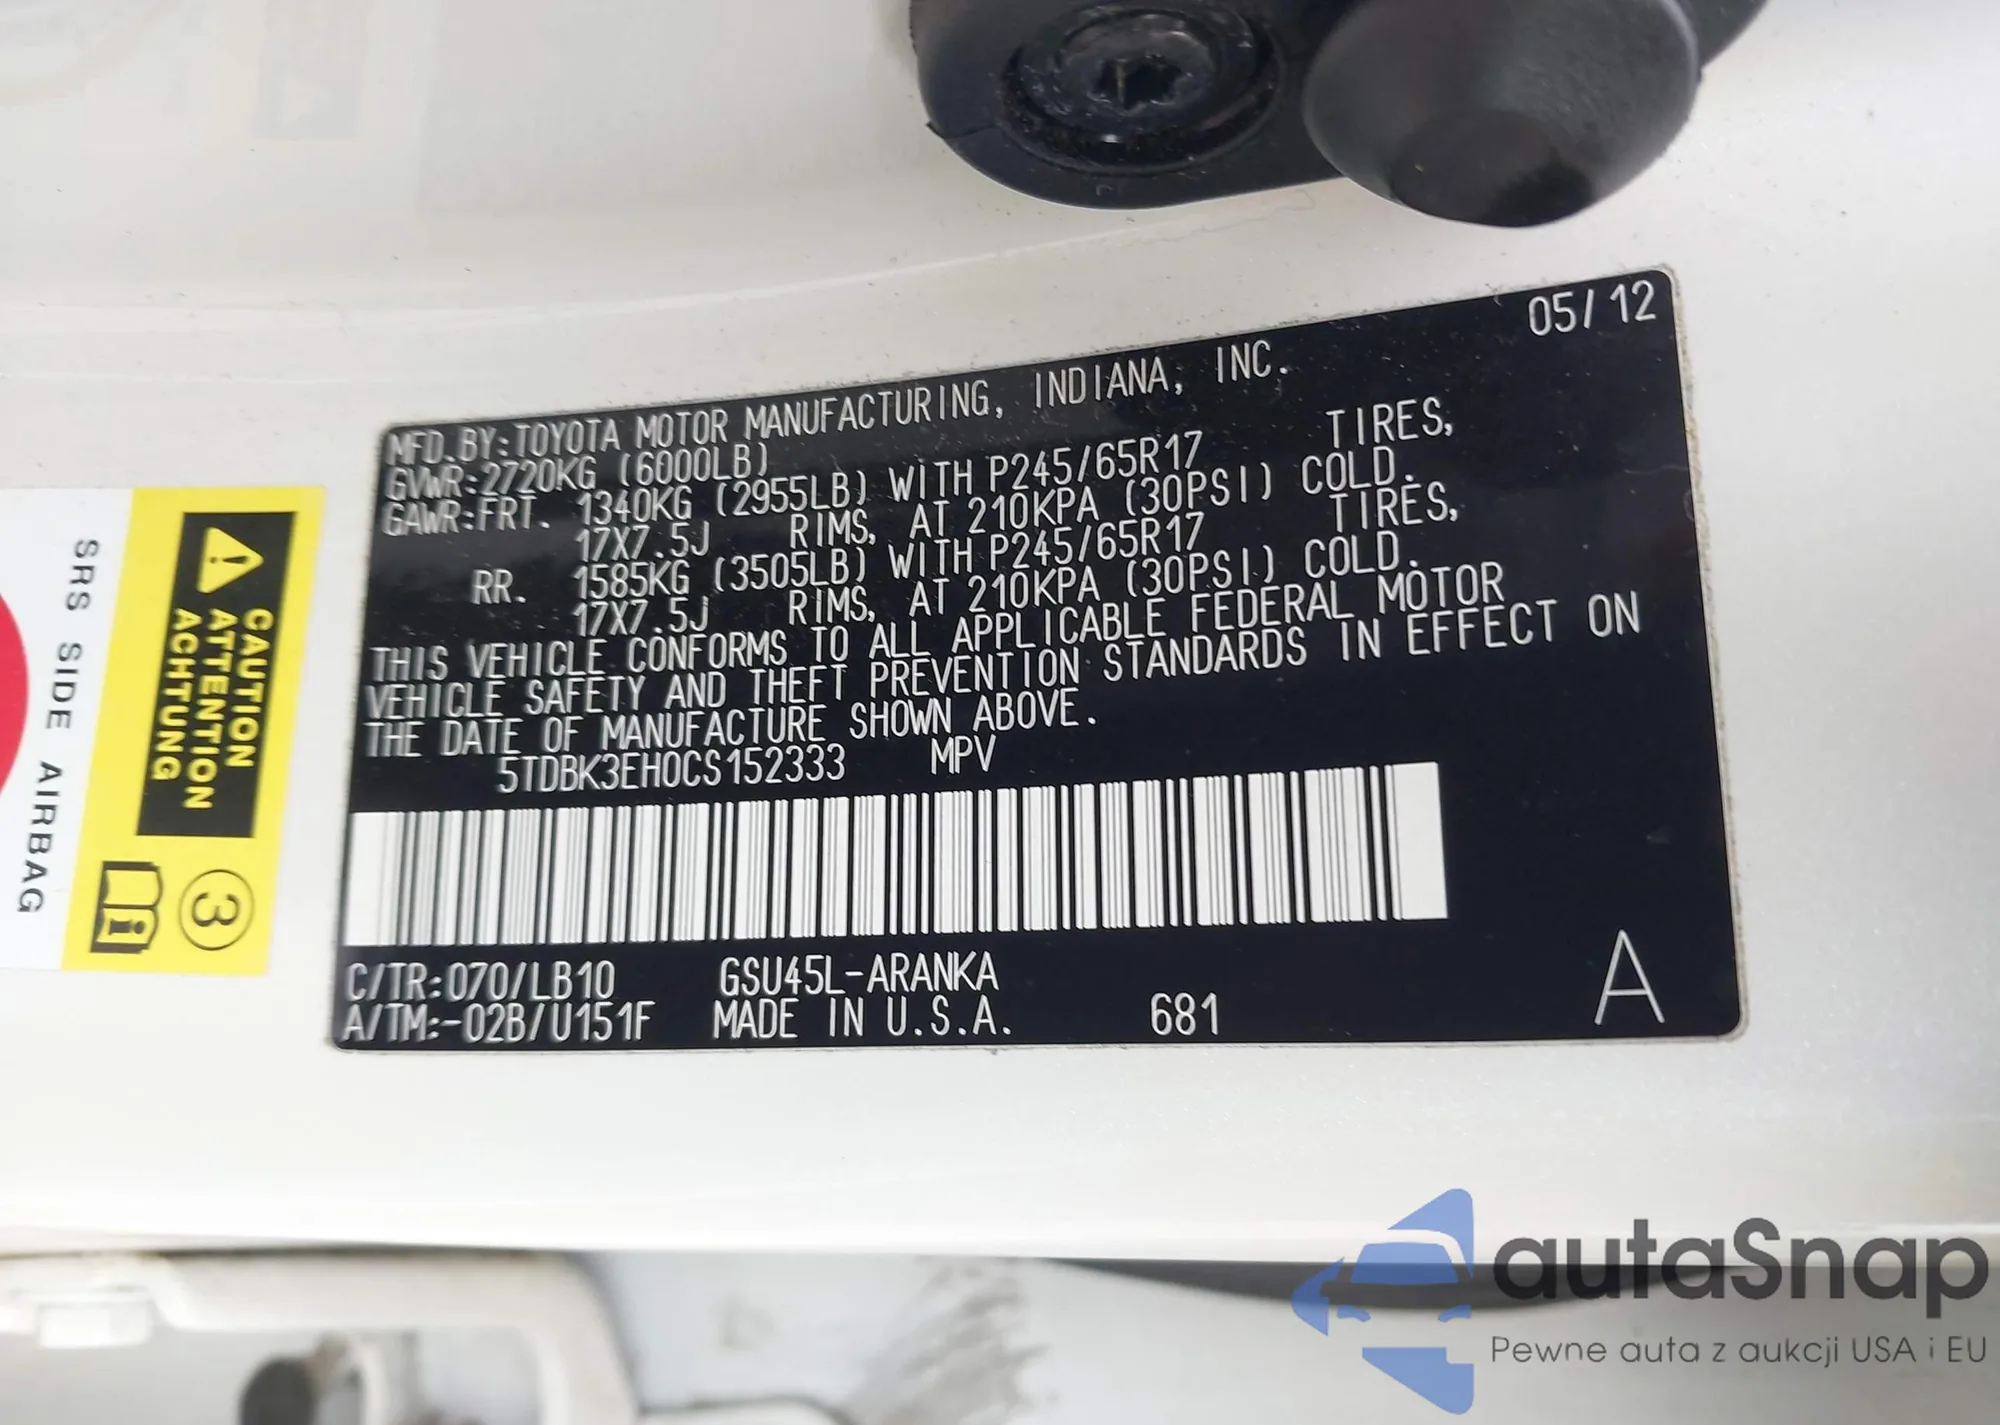 05/12
MFD.BY:TOYOTA MOTOR MANUFACTURING, INDIANA, INC.
GVWR:2720KG (6000LB)
GAWR:FRT. 1340KG (2955LB) WITH P245/65R17 TIRES,
17X7.5J RIMS, AT 210KPA (30PSI) COLD.
RR. 1585KG (3505LB) WITH P245/65R17 TIRES,
17X7.5J RIMS, AT 210KPA (30PSI) COLD.
THIS VEHICLE CONFORMS TO ALL APPLICABLE FEDERAL MOTOR
VEHICLE SAFETY AND THEFT PREVENTION STANDARDS IN EFFECT ON
THE DATE OF MANUFACTURE SHOWN ABOVE.
5TDBK3EH0CS152333 MPV
C/TR:070/LB10 GSU45L-ARANKA
A/TM:-02B/U151F MADE IN U.S.A. 681 A
CAUTION
ATTENTION
ACHTUNG
3
i
SRS SIDE AIRBAG
autaSnap
Pewne auta z aukcji USA i EU